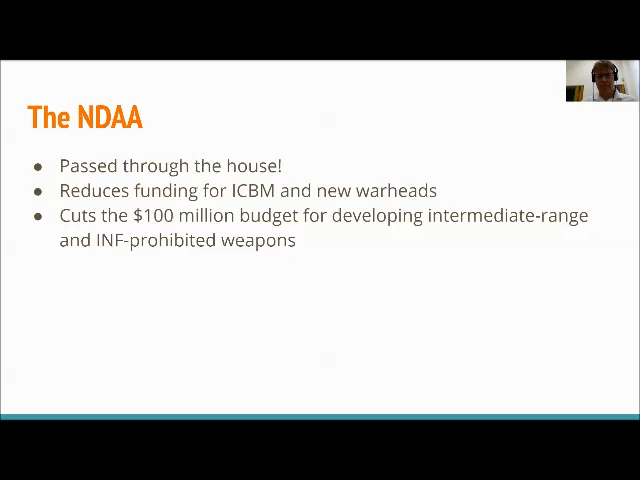 The NDAA
● Passed through the house!
● Reduces funding for ICBM and new warheads
● Cuts the $100 million budget for developing intermediate-range
and INF-prohibited weapons